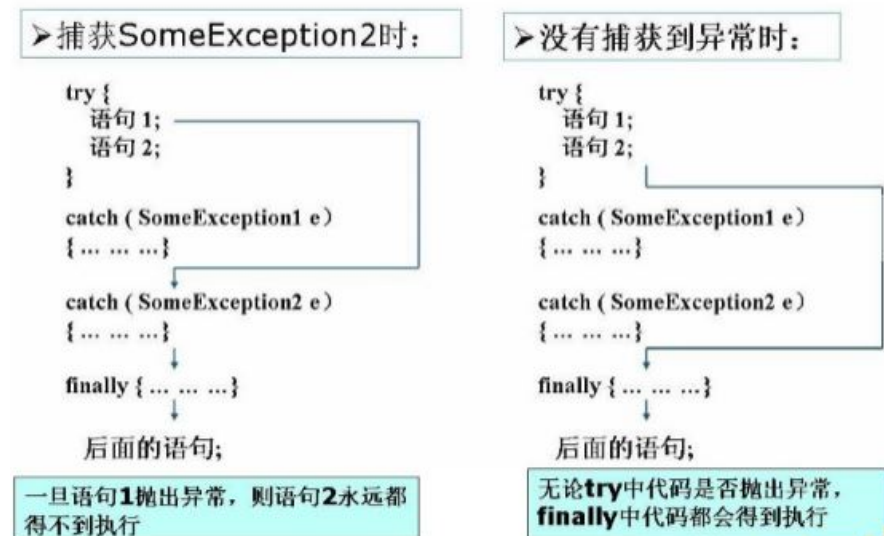 ➢捕获SomeException2时：
try {
语句 1;
语句 2;
}
catch ( SomeException1 e）
{ ... ... ...}
catch ( SomeException2 e）
{ ... ... ...}
finally { ... ... ...}
后面的语句;
一旦语句1抛出异常，则语句2永远都
得不到执行
➢没有捕获到异常时：
try {
语句 1;
语句 2;
}
catch ( SomeException1 e）
{ ... ... ...}
catch ( SomeException2 e）
{ ... ... ...}
finally { ... ... ...}
后面的语句;
无论try中代码是否抛出异常，
finally中代码都会得到执行